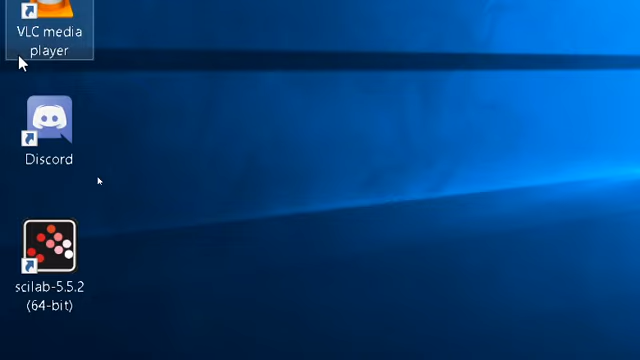 VLC media
player
Discord
scilab-5.5.2
(64-bit)